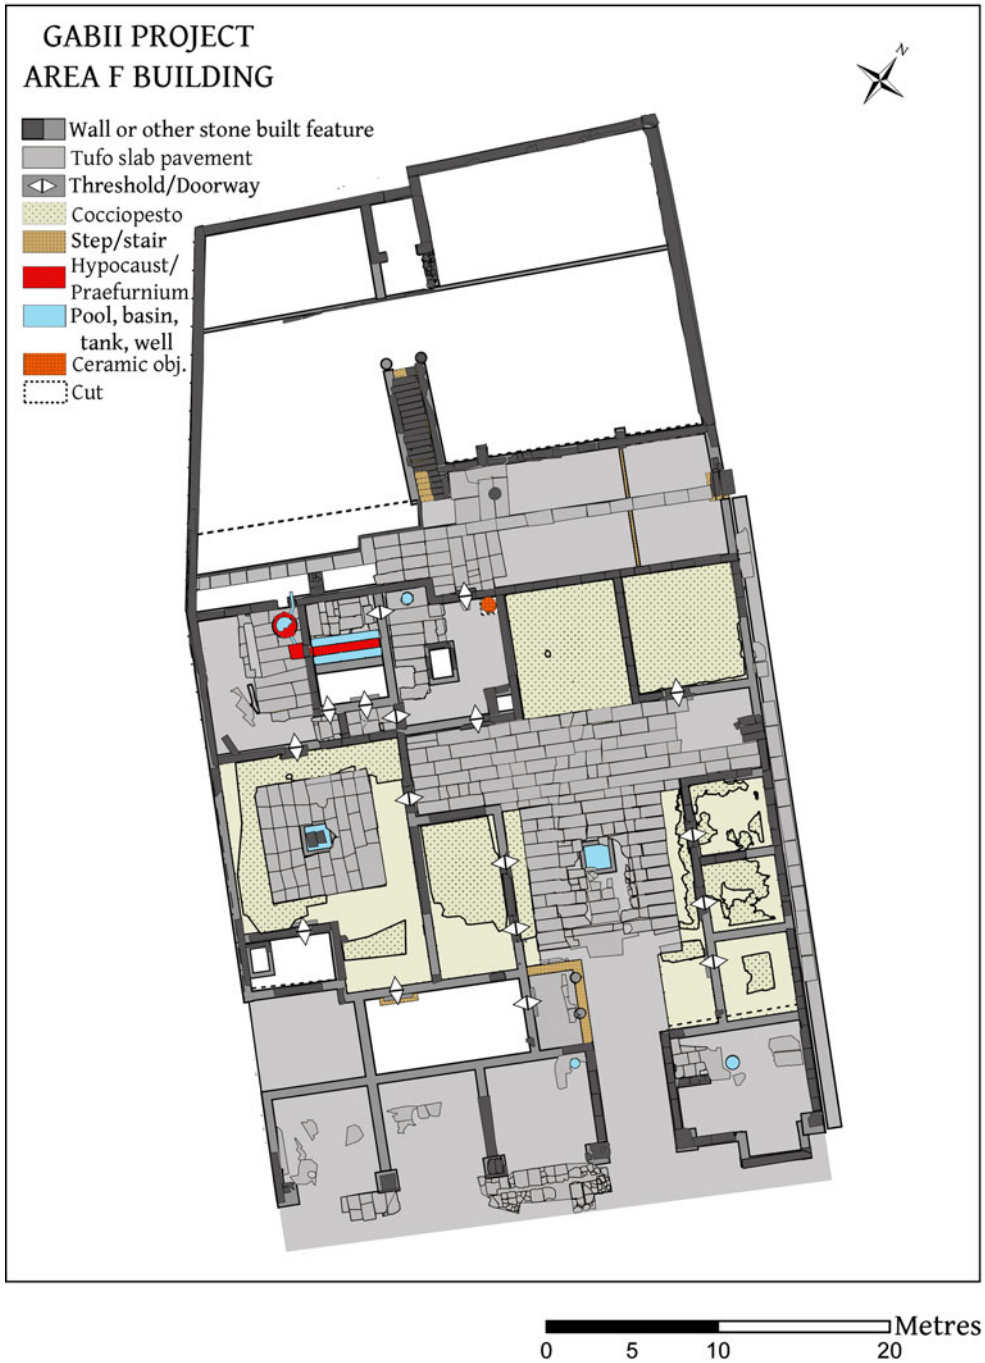 GABII PROJECT
AREA F BUILDING
N
Wall or other stone built feature
Tufo slab pavement
Threshold/Doorway
Cocciopesto
Step/stair
Hypocaust/
Praefurnium
Pool, basin,
tank, well
Ceramic obj.
Cut
Metres
0 5 10 20